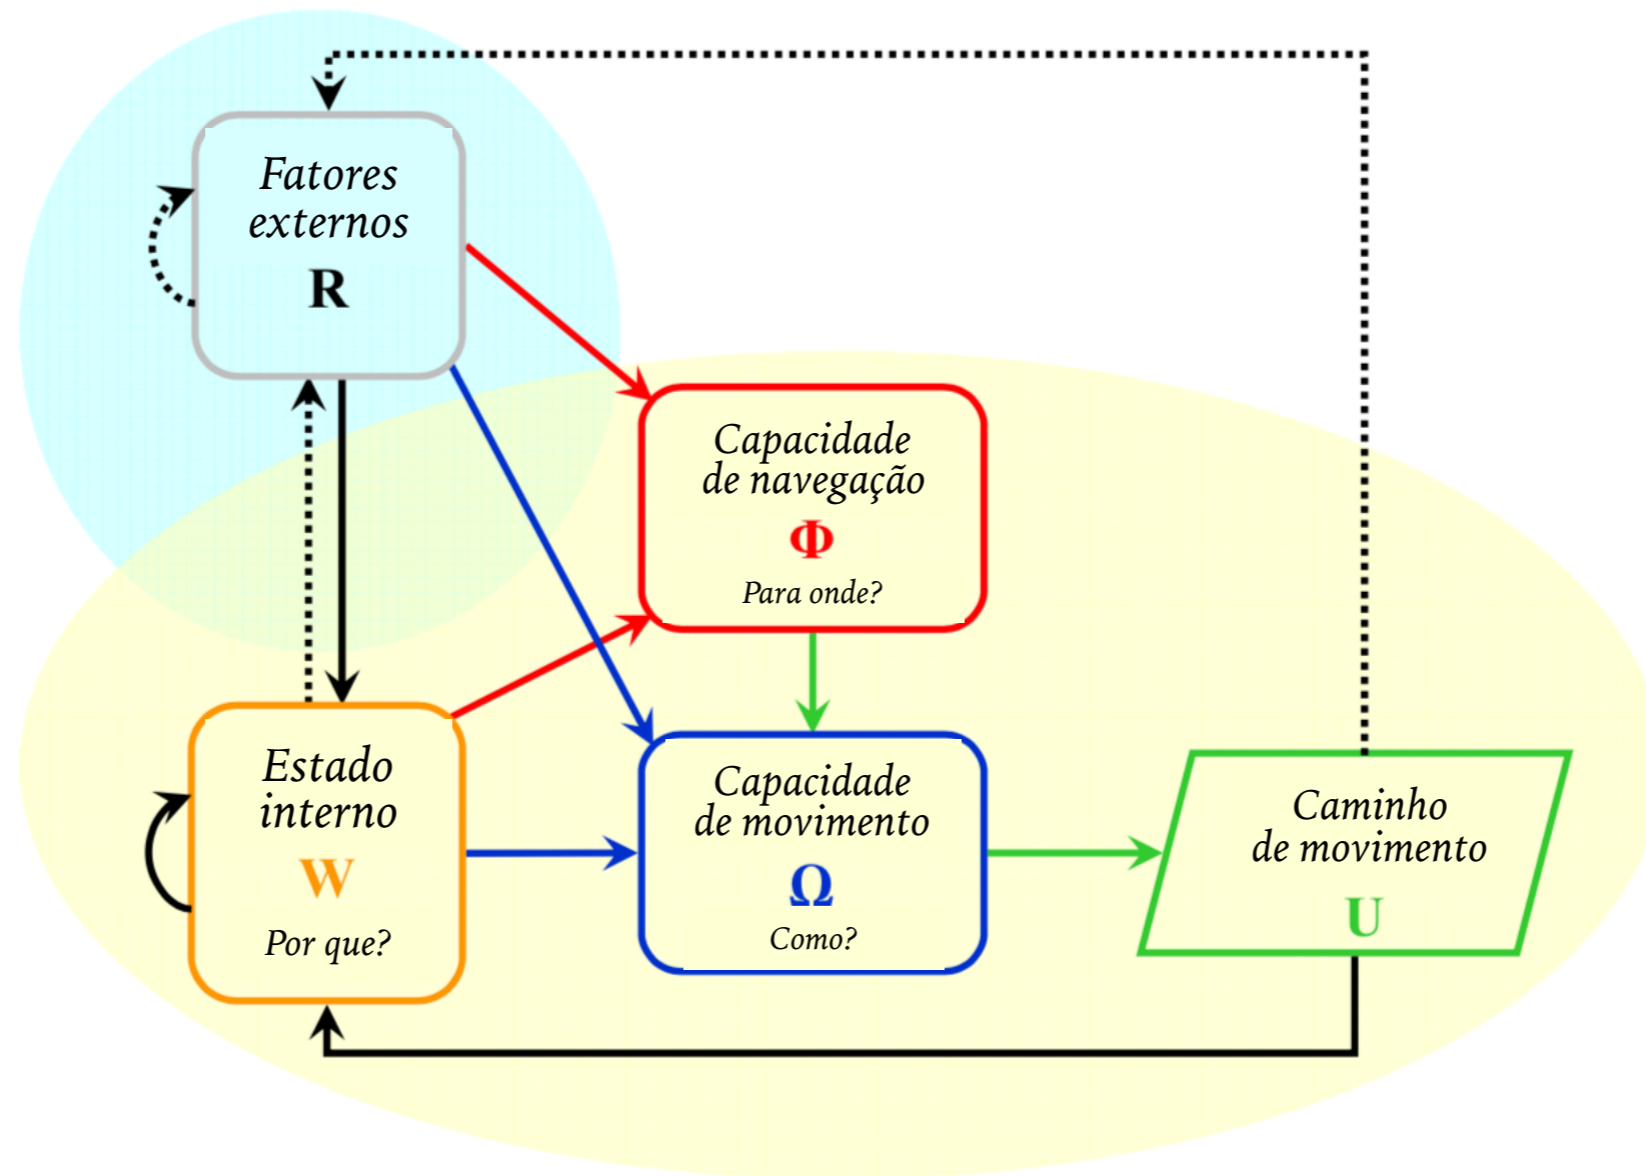 Fatores
externos
R
Capacidade
de navegação
Φ
Para onde?
Estado
interno
W
Por que?
Capacidade
de movimento
Ω
Como?
Caminho
de movimento
U